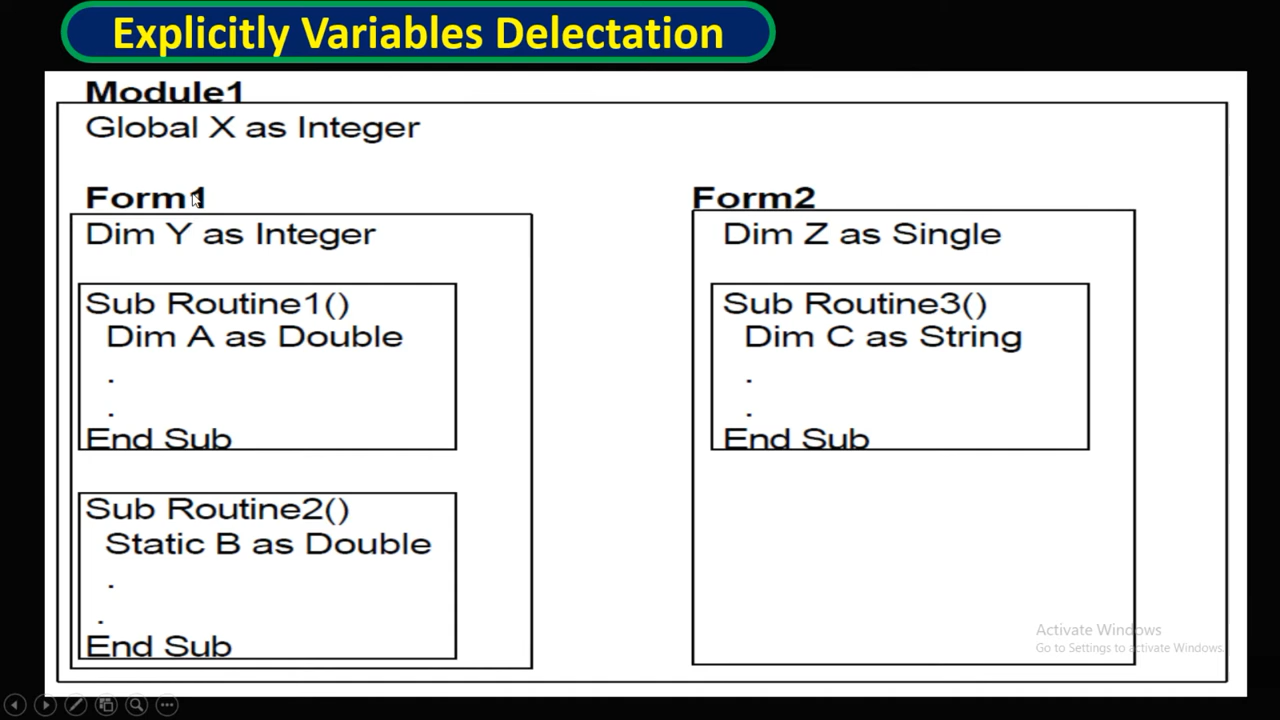 Explicitly Variables Delectation
Module1
Global X as Integer
Form1
Dim Y as Integer
Sub Routine1()
Dim A as Double
.
.
End Sub
Sub Routine2()
Static B as Double
.
.
End Sub
Form2
Dim Z as Single
Sub Routine3()
Dim C as String
.
.
End Sub
Activate Windows
Go to Settings to activate Windows.